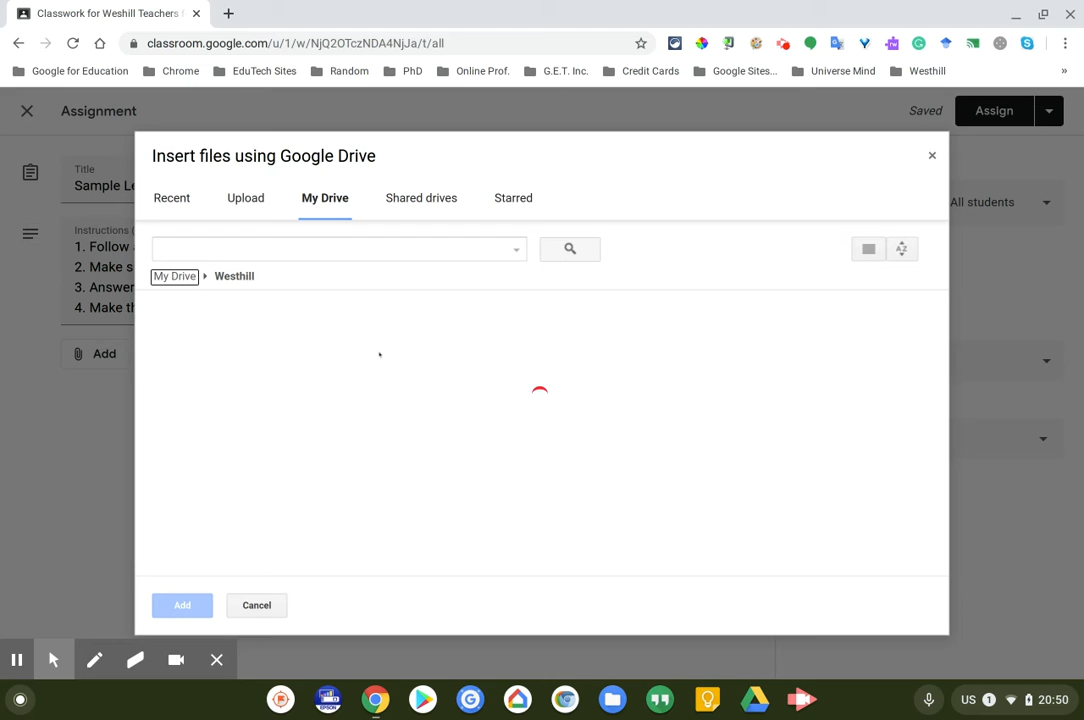 Classwork for Weshill Teachers
classroom.google.com/u/1/w/NjQ2OTczNDA4NjJa/t/all
Google for Education Chrome EduTech Sites Random PhD Online Prof. G.E.T. Inc. Credit Cards Google Sites... Universe Mind Westhill »
Assignment Saved Assign
Insert files using Google Drive
Recent Upload My Drive Shared drives Starred
My Drive Westhill
Title
Sample Le
Instructions (
1. Follow
2. Make s
3. Answer
4. Make th
Add
All students
Add Cancel
EPSON
US 1 20:50